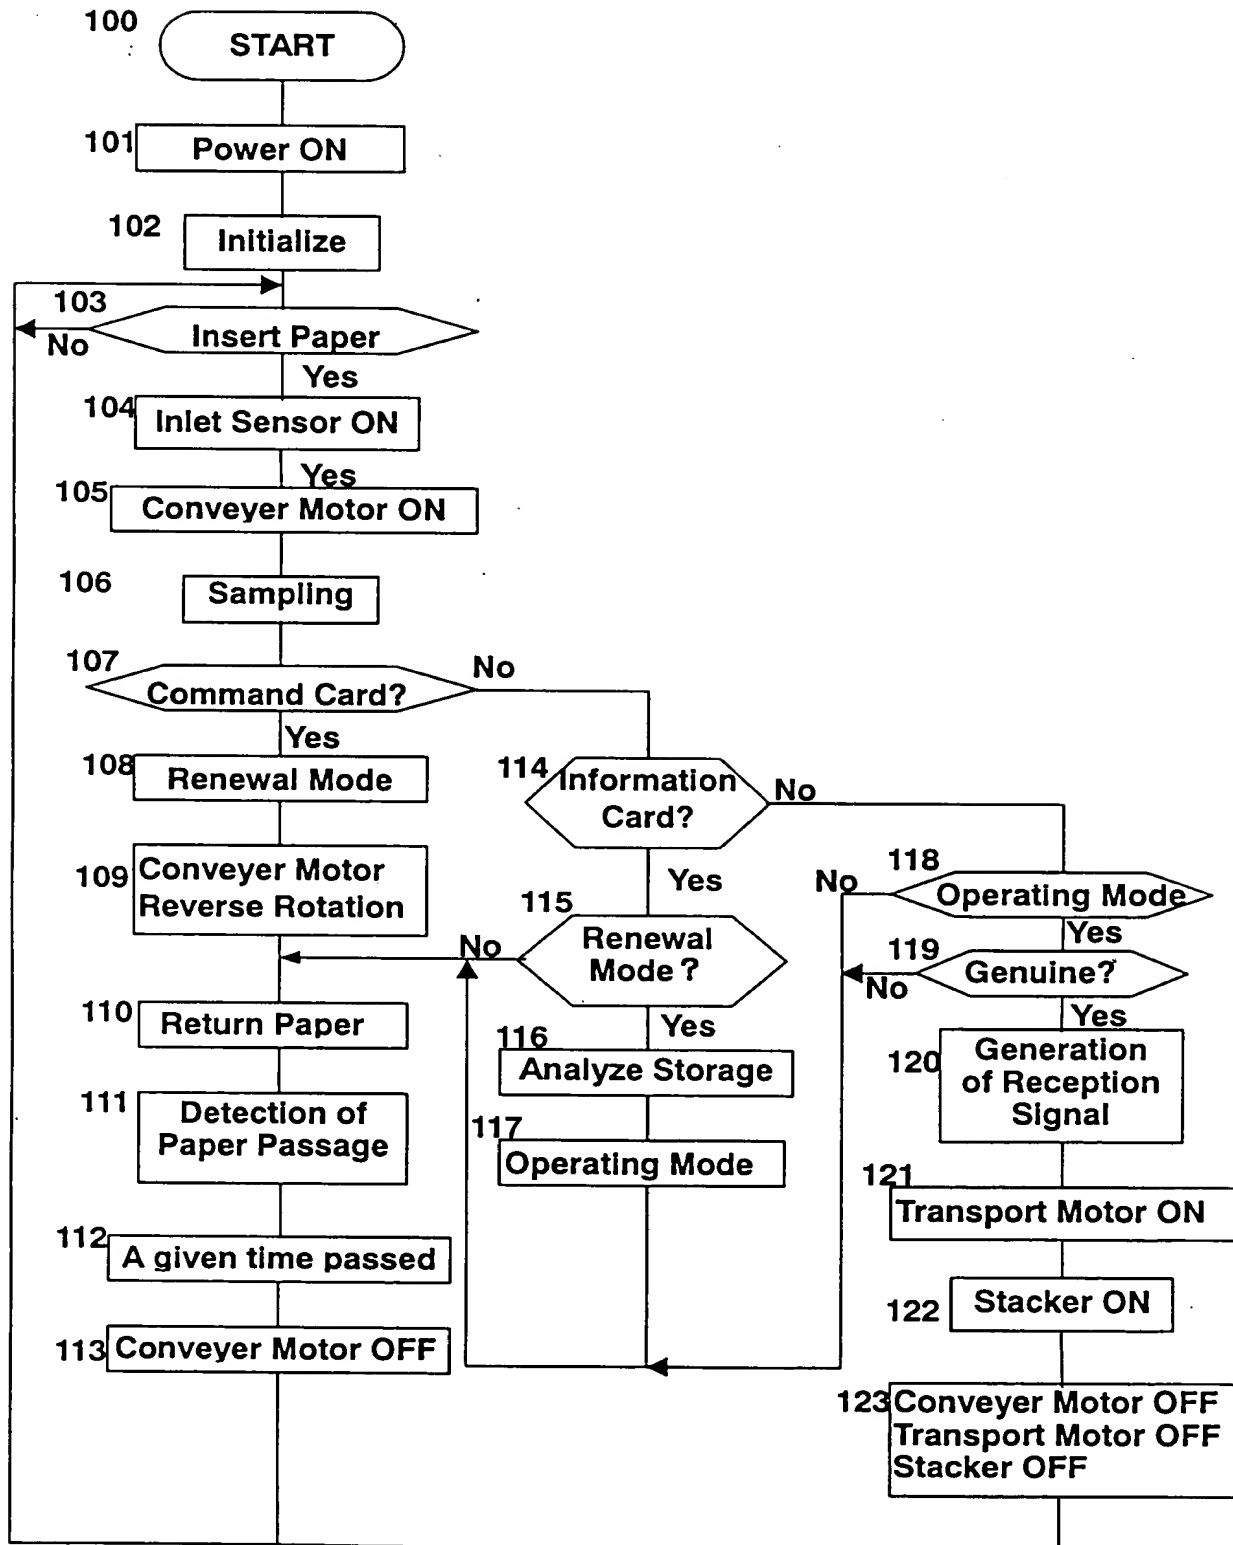 100
START
101
Power ON
102
Initialize
103
Insert Paper
No
Yes
104
Inlet Sensor ON
Yes
105
Conveyer Motor ON
106
Sampling
107
Command Card?
No
Yes
108
Renewal Mode
109
Conveyer Motor
Reverse Rotation
110
Return Paper
111
Detection of
Paper Passage
112
A given time passed
113
Conveyer Motor OFF
114
Information
Card?
No
Yes
115
Renewal
Mode?
No
Yes
116
Analyze Storage
117
Operating Mode
118
Operating Mode
No
Yes
119
Genuine?
No
Yes
120
Generation
of Reception
Signal
121
Transport Motor ON
122
Stacker ON
123
Conveyer Motor OFF
Transport Motor OFF
Stacker OFF